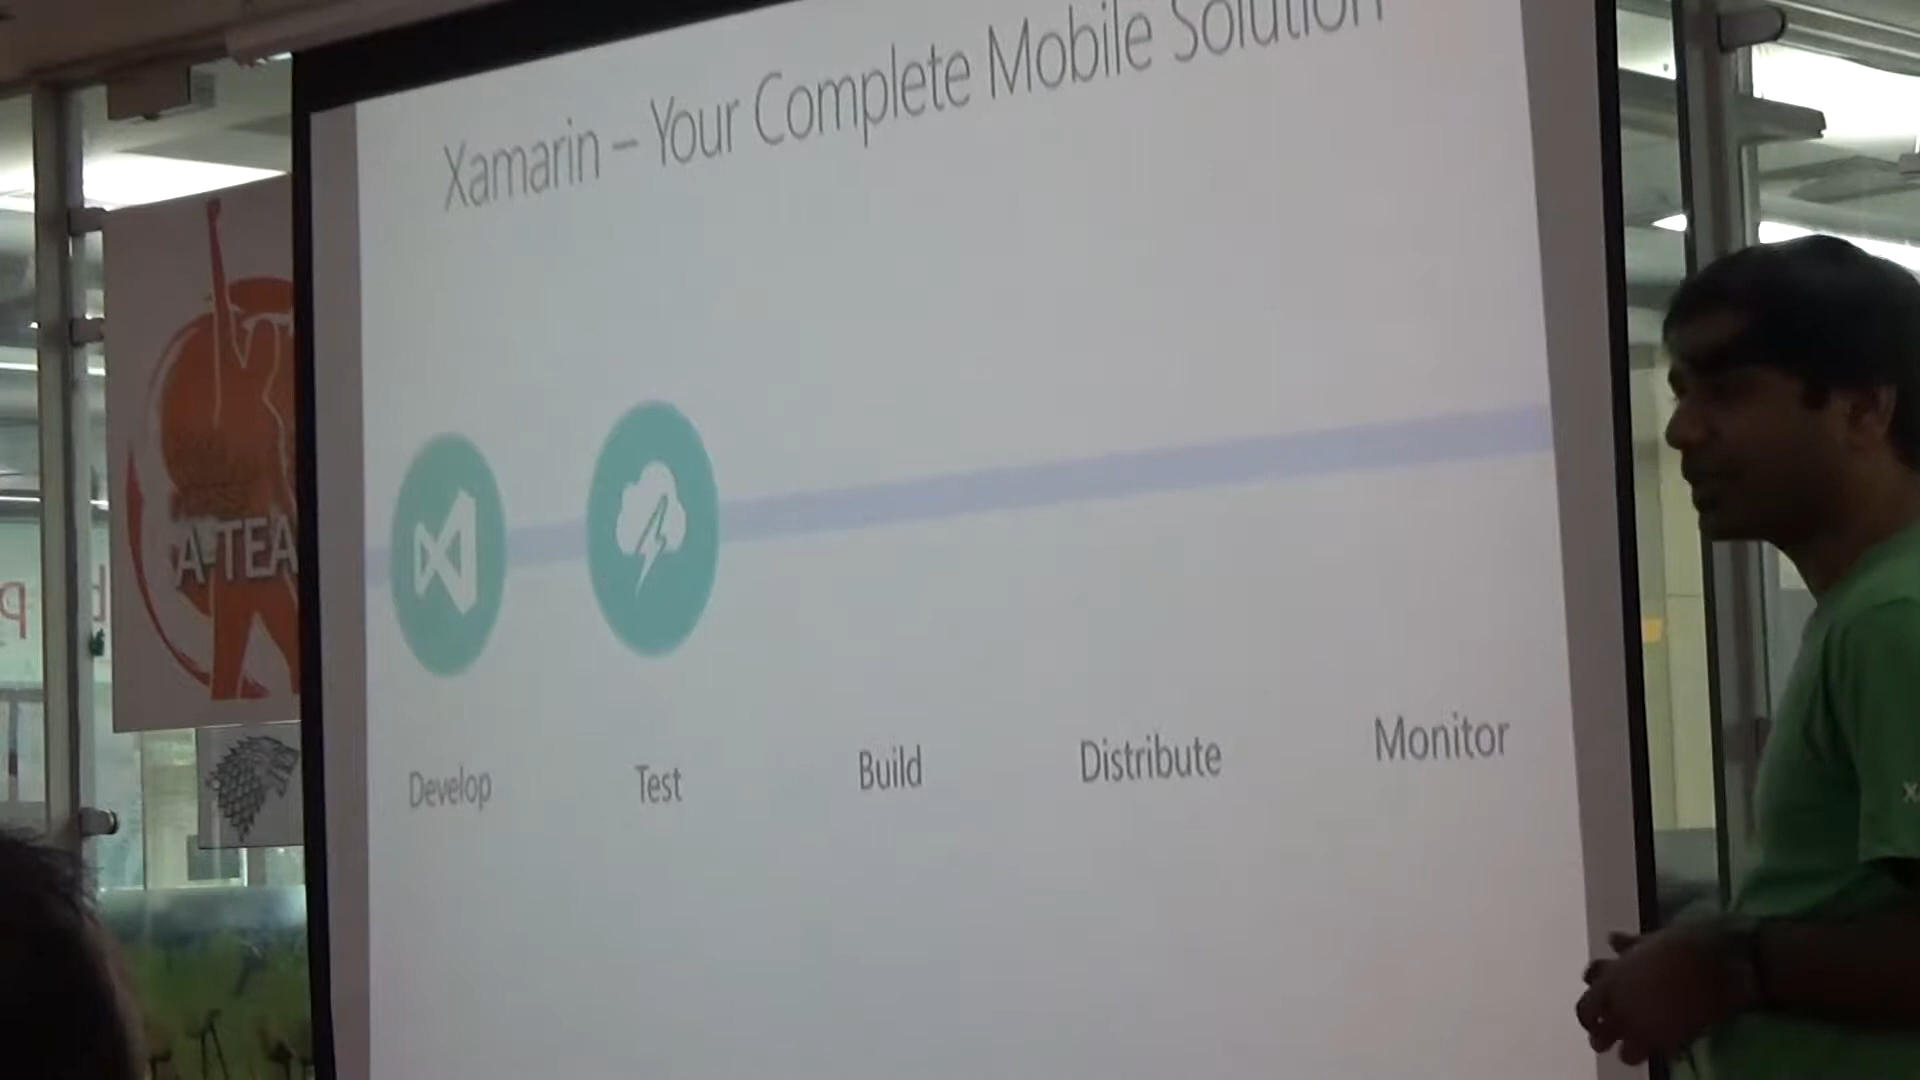 Xamarin – Your Complete Mobile Solution
A-TEA
Develop
Test
Build
Distribute
Monitor